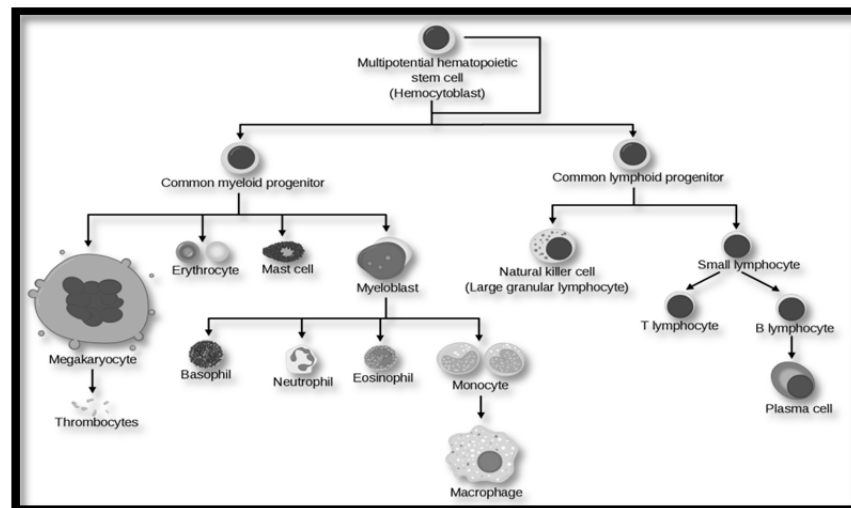 Multipotential hematopoietic
stem cell
(Hemocytoblast)
Common myeloid progenitor
Common lymphoid progenitor
Erythrocyte
Mast cell
Myeloblast
Natural killer cell
(Large granular lymphocyte)
Small lymphocyte
T lymphocyte
B lymphocyte
Megakaryocyte
Basophil
Neutrophil
Eosinophil
Monocyte
Plasma cell
Thrombocytes
Macrophage